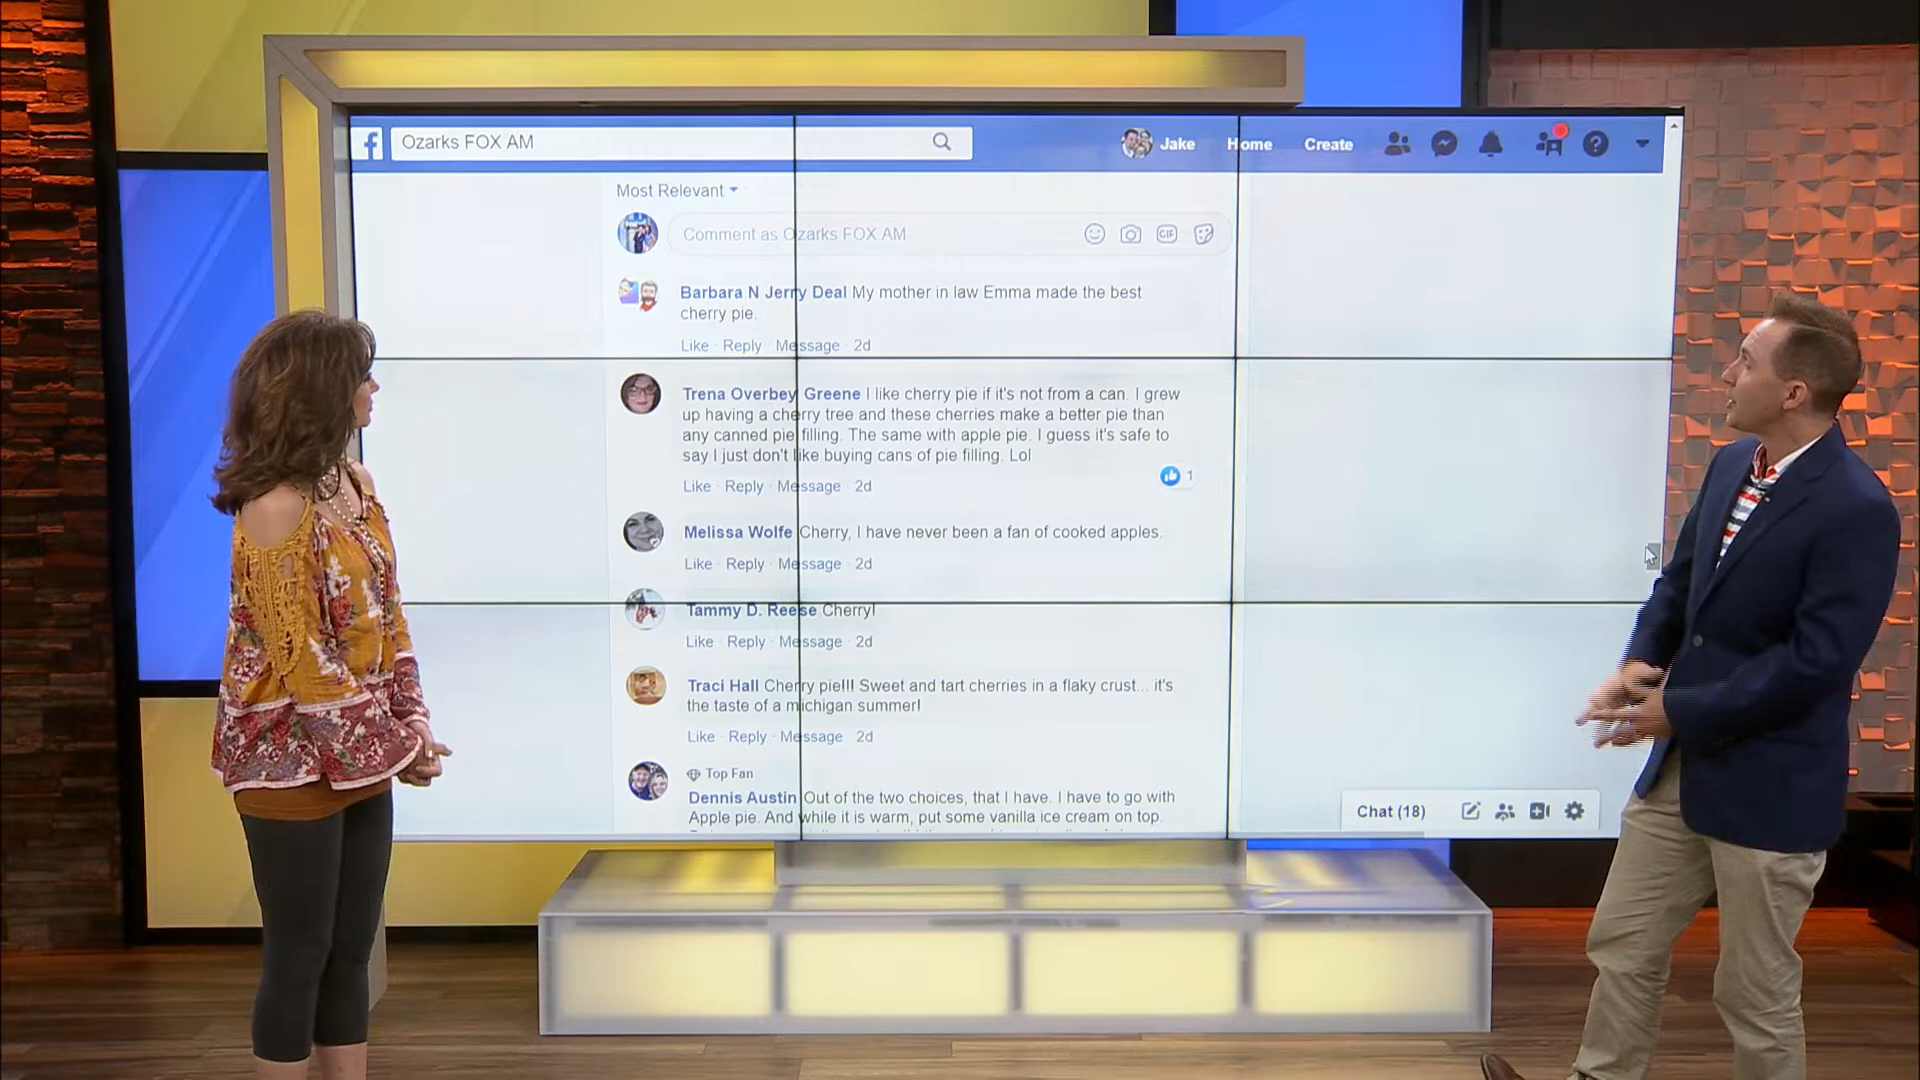 f Ozarks FOX AM Jake Home Create ?
Most Relevant
Comment as Ozarks FOX AM GIF
Barbara N Jerry Deal My mother in law Emma made the best
cherry pie.
Like · Reply · Message · 2d
Trena Overbey Greene I like cherry pie if it's not from a can. I grew
up having a cherry tree and these cherries make a better pie than
any canned pie filling. The same with apple pie. I guess it's safe to
say I just don't like buying cans of pie filling. Lol
1
Like · Reply · Message · 2d
Melissa Wolfe Cherry, I have never been a fan of cooked apples.
Like · Reply · Message · 2d
Tammy D. Reese Cherry!
Like · Reply · Message · 2d
Traci Hall Cherry pie!!! Sweet and tart cherries in a flaky crust... it's
the taste of a michigan summer!
Like · Reply · Message · 2d
Top Fan
Dennis Austin Out of the two choices, that I have. I have to go with
Apple pie. And while it is warm, put some vanilla ice cream on top.
Chat (18)